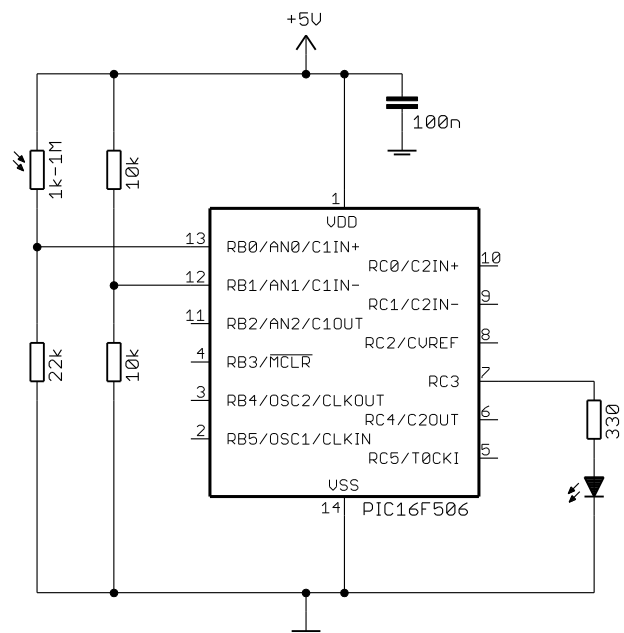 +5V
100n
1k-1M
10k
1
VDD
13
RB0/AN0/C1IN+
RC0/C2IN+
10
12
RB1/AN1/C1IN-
RC1/C2IN-
9
11
RB2/AN2/C1OUT
RC2/CVREF
8
22k
10k
4
RB3/MCLR
RC3
7
3
RB4/OSC2/CLKOUT
RC4/C2OUT
6
330
2
RB5/OSC1/CLKIN
RC5/T0CKI
5
VSS
14
PIC16F506